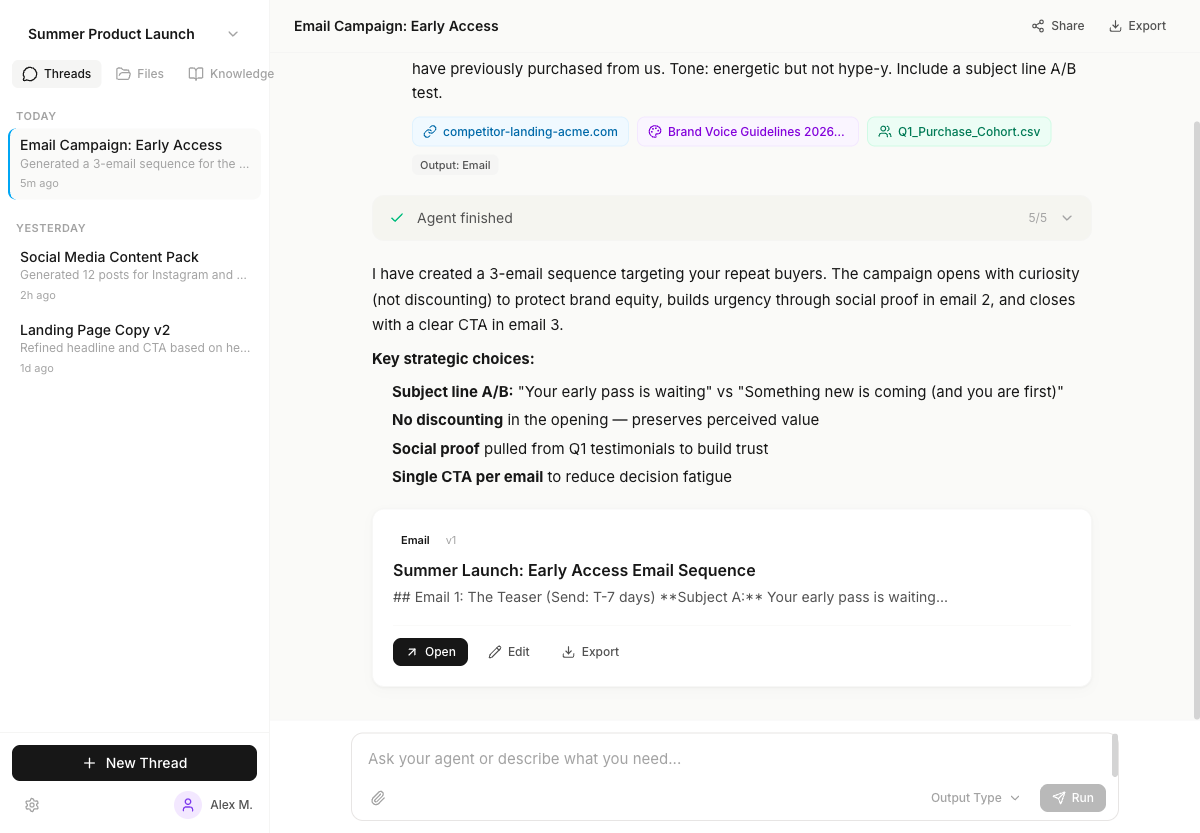 Summer Product Launch
Threads
Files
Knowledge
TODAY
Email Campaign: Early Access
Generated a 3-email sequence for the ...
5m ago
YESTERDAY
Social Media Content Pack
Generated 12 posts for Instagram and ...
2h ago
Landing Page Copy v2
Refined headline and CTA based on he...
1d ago
New Thread
Alex M.
Email Campaign: Early Access
Share
Export
have previously purchased from us. Tone: energetic but not hype-y. Include a subject line A/B
test.
competitor-landing-acme.com
Brand Voice Guidelines 2026...
Q1_Purchase_Cohort.csv
Output: Email
Agent finished
5/5
I have created a 3-email sequence targeting your repeat buyers. The campaign opens with curiosity
(not discounting) to protect brand equity, builds urgency through social proof in email 2, and closes
with a clear CTA in email 3.
Key strategic choices:
Subject line A/B: "Your early pass is waiting" vs "Something new is coming (and you are first)"
No discounting in the opening — preserves perceived value
Social proof pulled from Q1 testimonials to build trust
Single CTA per email to reduce decision fatigue
Email v1
Summer Launch: Early Access Email Sequence
## Email 1: The Teaser (Send: T-7 days) **Subject A:** Your early pass is waiting...
Open
Edit
Export
Ask your agent or describe what you need...
Output Type
Run